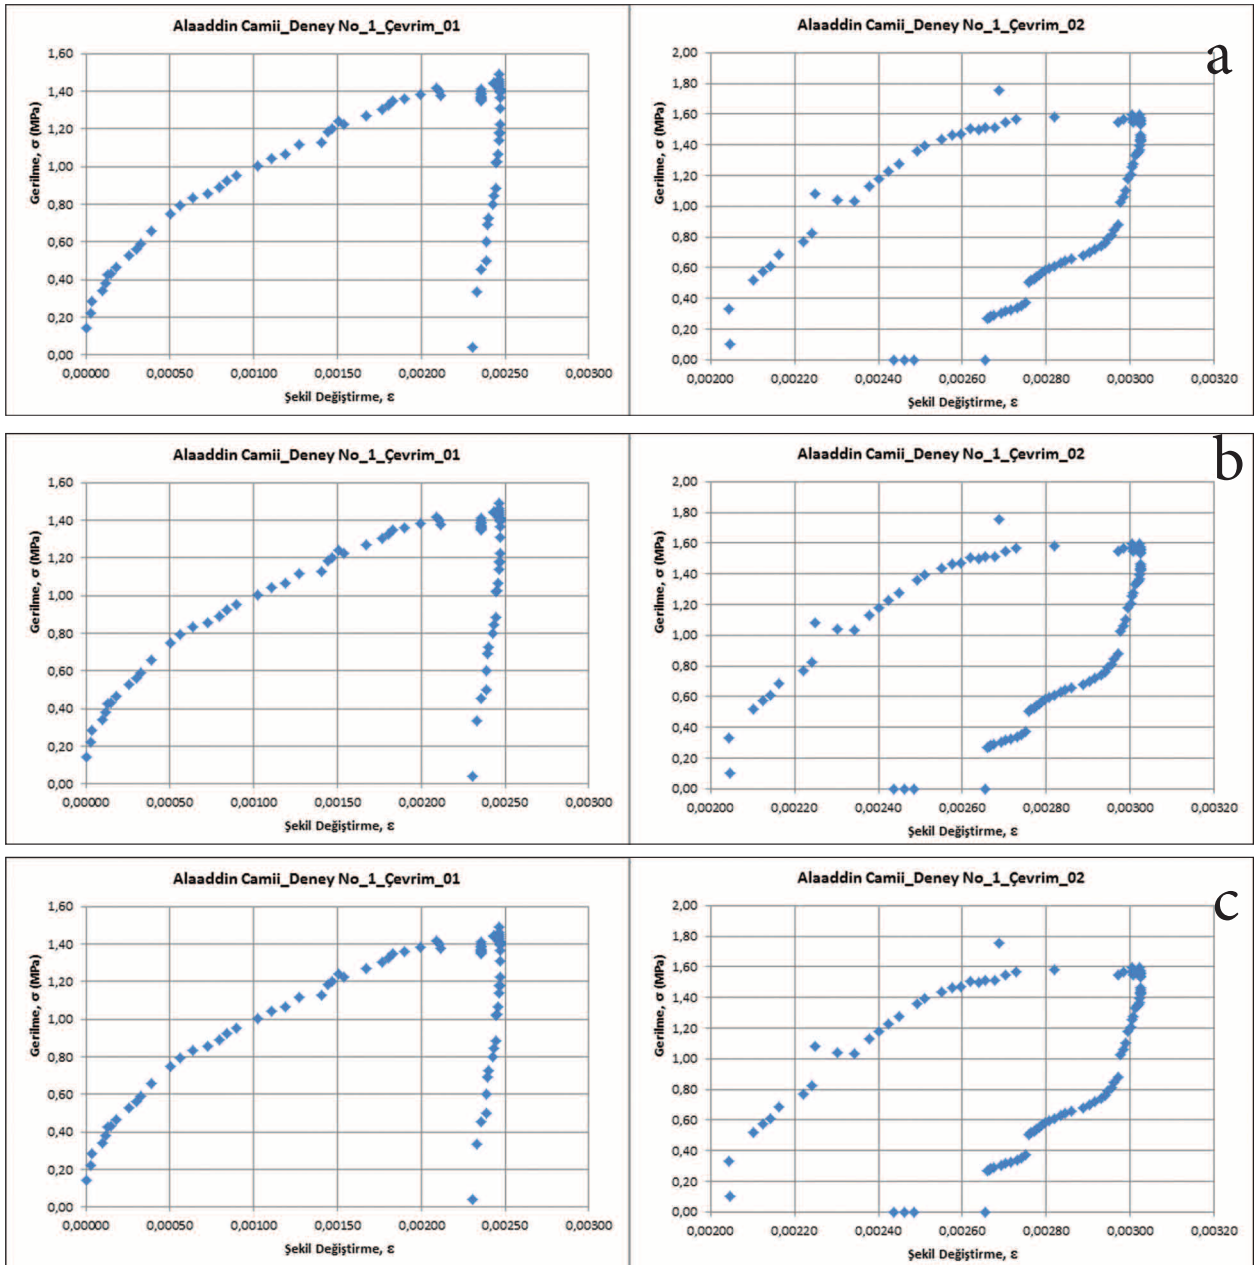 Alaaddin Camii_Deney No_1_Çevrim_01
Gerilme, σ (MPa)
1,60
1,40
1,20
1,00
0,80
0,60
0,40
0,20
0,00
0,00000 0,00050 0,00100 0,00150 0,00200 0,00250 0,00300
Şekil Değiştirme, ε
Alaaddin Camii_Deney No_1_Çevrim_02
a
Gerilme, σ (MPa)
2,00
1,80
1,60
1,40
1,20
1,00
0,80
0,60
0,40
0,20
0,00
0,00200 0,00220 0,00240 0,00260 0,00280 0,00300 0,00320
Şekil Değiştirme, ε
Alaaddin Camii_Deney No_1_Çevrim_01
Gerilme, σ (MPa)
1,60
1,40
1,20
1,00
0,80
0,60
0,40
0,20
0,00
0,00000 0,00050 0,00100 0,00150 0,00200 0,00250 0,00300
Şekil Değiştirme, ε
Alaaddin Camii_Deney No_1_Çevrim_02
b
Gerilme, σ (MPa)
2,00
1,80
1,60
1,40
1,20
1,00
0,80
0,60
0,40
0,20
0,00
0,00200 0,00220 0,00240 0,00260 0,00280 0,00300 0,00320
Şekil Değiştirme, ε
Alaaddin Camii_Deney No_1_Çevrim_01
Gerilme, σ (MPa)
1,60
1,40
1,20
1,00
0,80
0,60
0,40
0,20
0,00
0,00000 0,00050 0,00100 0,00150 0,00200 0,00250 0,00300
Şekil Değiştirme, ε
Alaaddin Camii_Deney No_1_Çevrim_02
c
Gerilme, σ (MPa)
2,00
1,80
1,60
1,40
1,20
1,00
0,80
0,60
0,40
0,20
0,00
0,00200 0,00220 0,00240 0,00260 0,00280 0,00300 0,00320
Şekil Değiştirme, ε